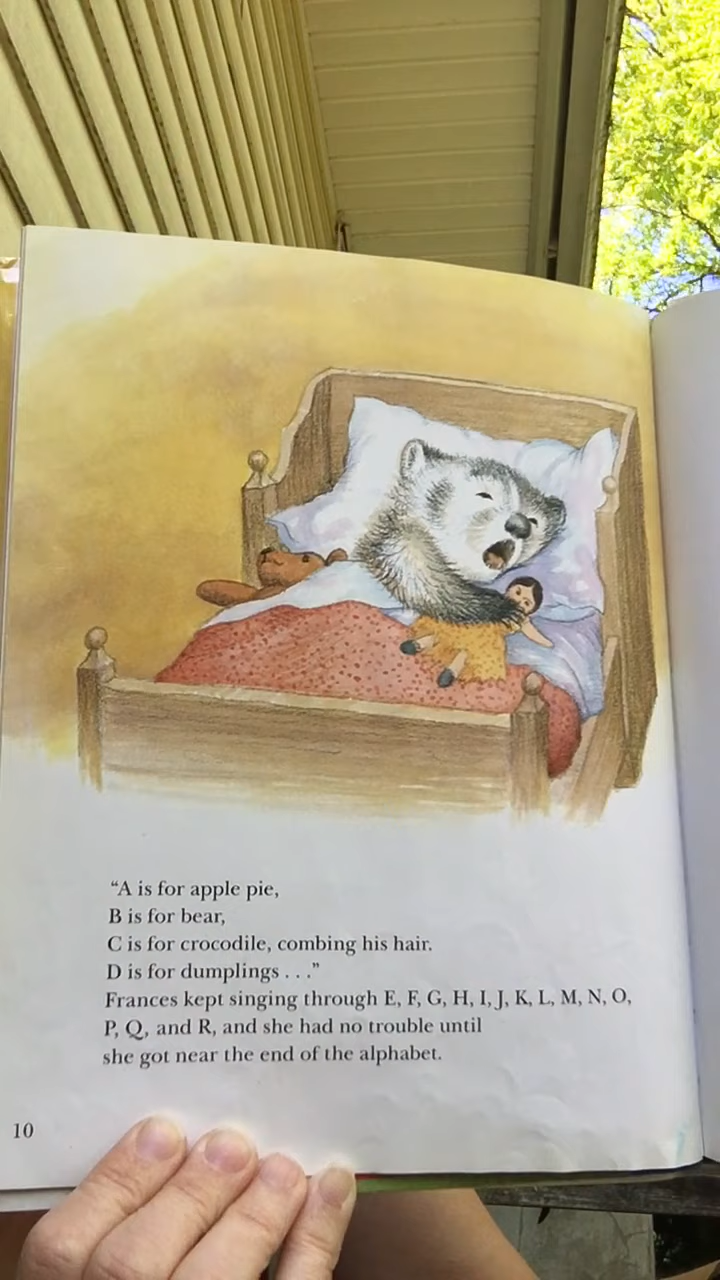 “A is for apple pie,
B is for bear,
C is for crocodile, combing his hair.
D is for dumplings . . .”
Frances kept singing through E, F, G, H, I, J, K, L, M, N, O,
P, Q, and R, and she had no trouble until
she got near the end of the alphabet.
10